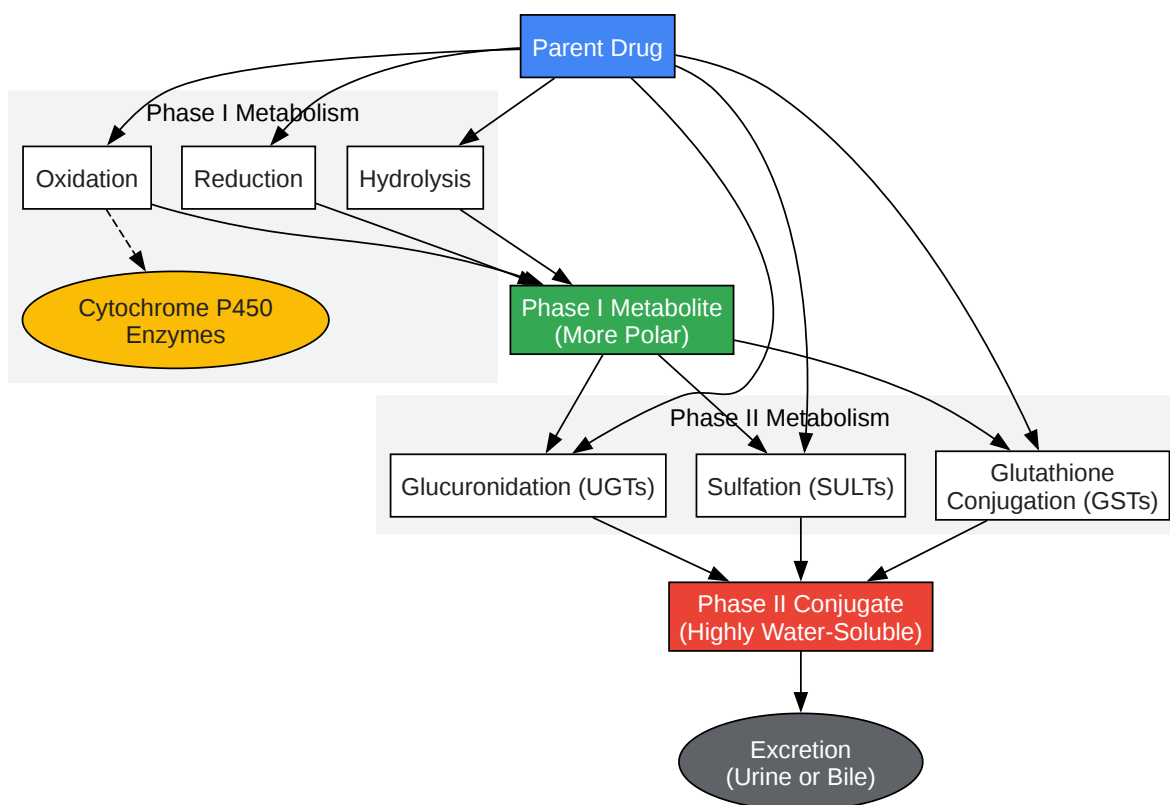 Parent Drug
Phase I Metabolism
Oxidation
Reduction
Hydrolysis
Cytochrome P450
Enzymes
Phase I Metabolite
(More Polar)
Phase II Metabolism
Glucuronidation (UGTs)
Sulfation (SULTs)
Glutathione
Conjugation (GSTs)
Phase II Conjugate
(Highly Water-Soluble)
Excretion
(Urine or Bile)